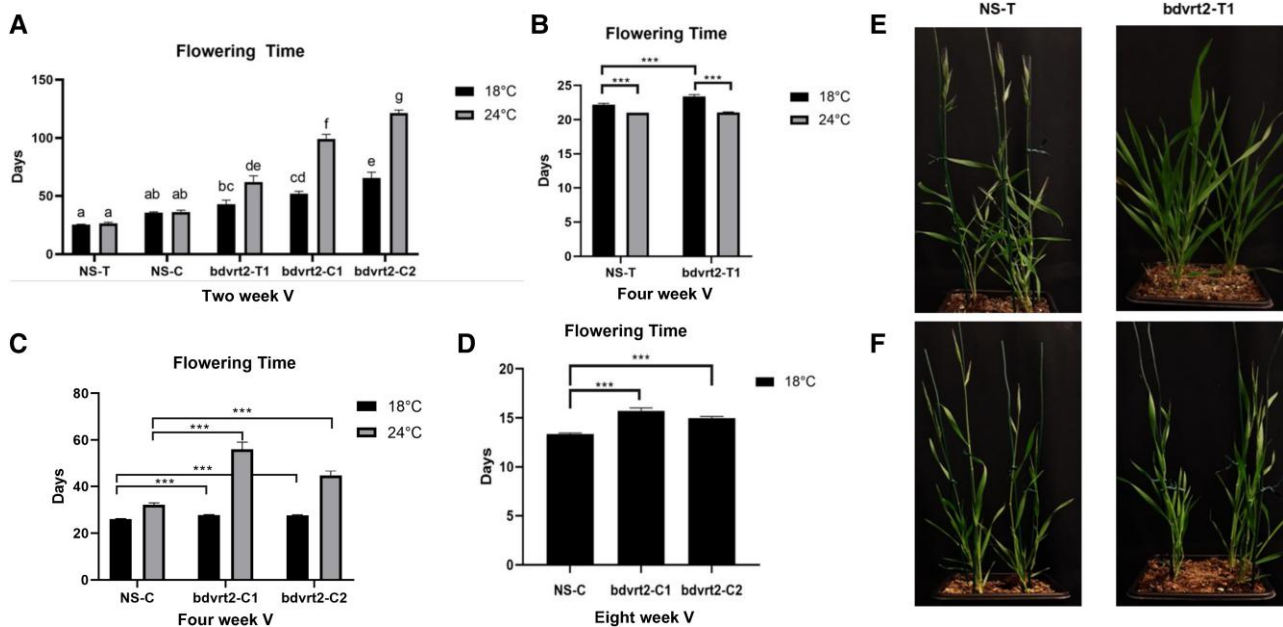 A
Flowering Time
150
100
50
0
Days
a a ab ab bc de cd f e g
18°C
24°C
NS-T NS-C bdvrt2-T1 bdvrt2-C1 bdvrt2-C2
Two week V
B
Flowering Time
25
20
15
10
5
0
Days
***
*** ***
18°C
24°C
NS-T bdvrt2-T1
Four week V
C
Flowering Time
80
60
40
20
0
Days
***
***
***
***
18°C
24°C
NS-C bdvrt2-C1 bdvrt2-C2
Four week V
D
Flowering Time
20
15
10
5
0
Days
***
***
18°C
NS-C bdvrt2-C1 bdvrt2-C2
Eight week V
NS-T bdvrt2-T1
E
F